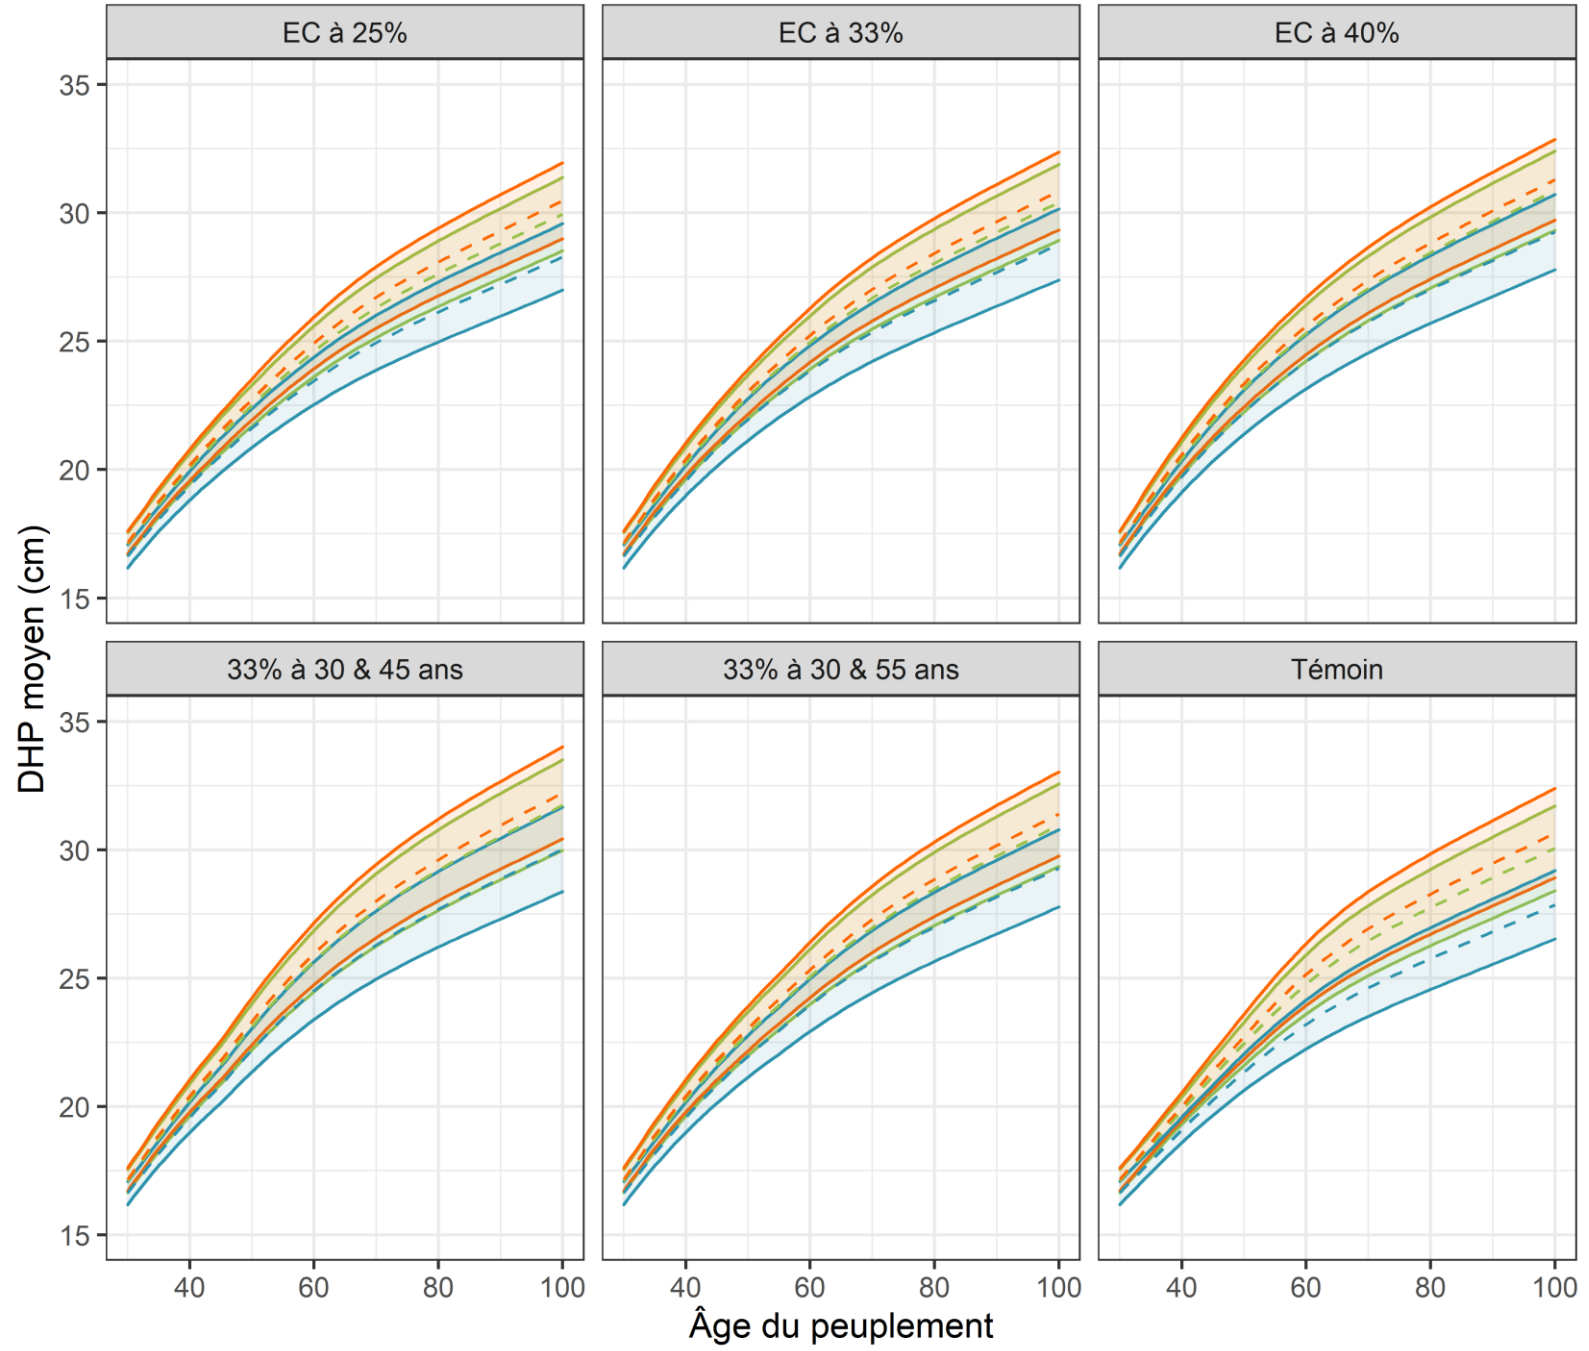 EC à 25%
EC à 33%
EC à 40%
35
30
25
20
15
DHP moyen (cm)
33% à 30 & 45 ans
33% à 30 & 55 ans
Témoin
35
30
25
20
15
40 60 80 100
40 60 80 100
40 60 80 100
Âge du peuplement